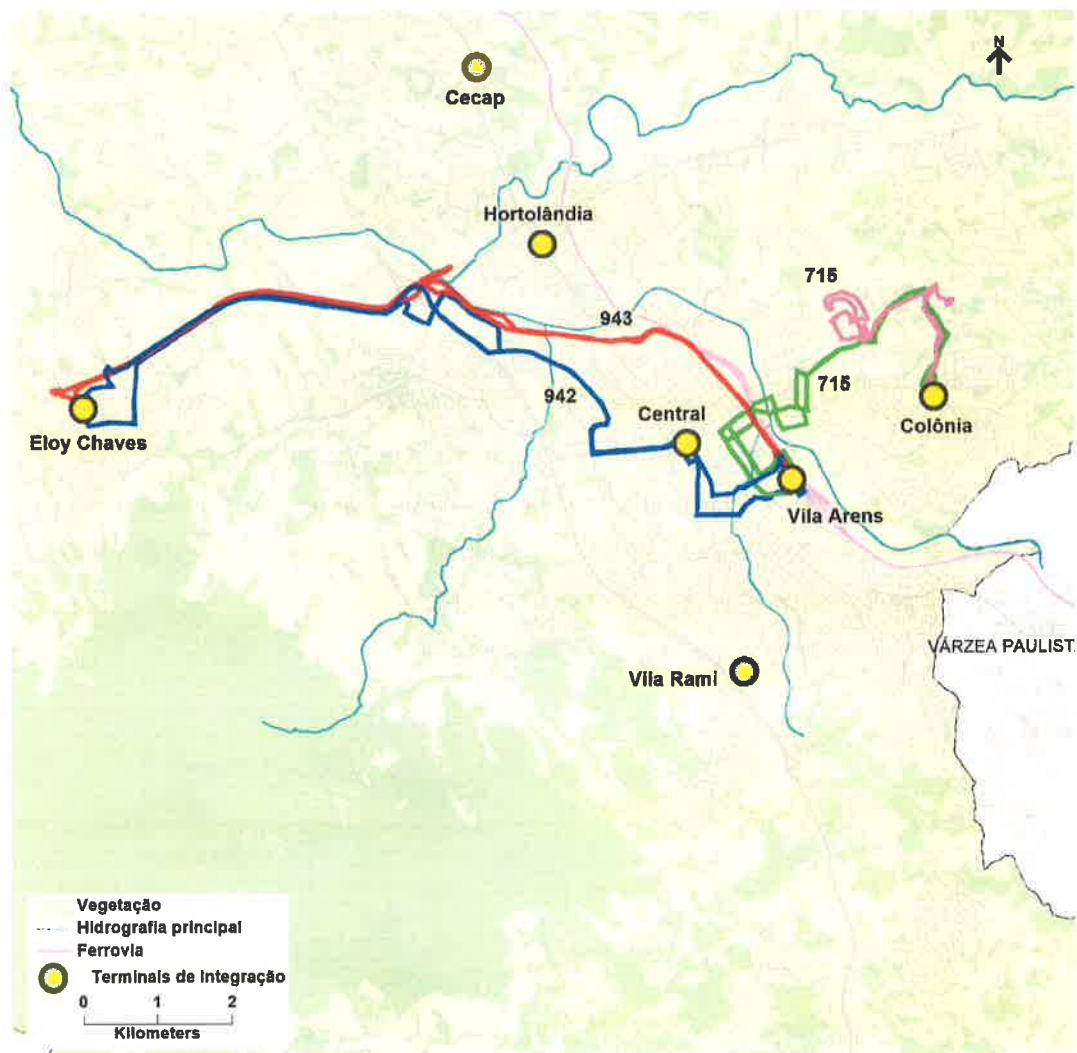 N
Cecap
Hortolândia
715
943
715
942
Central
Colônia
Eloy Chaves
Vila Arens
VÁRZEA PAULIST
Vila Rami
Vegetação
Hidrografia principal
Ferrovia
Terminais de Integração
0 1 2
Kilometers